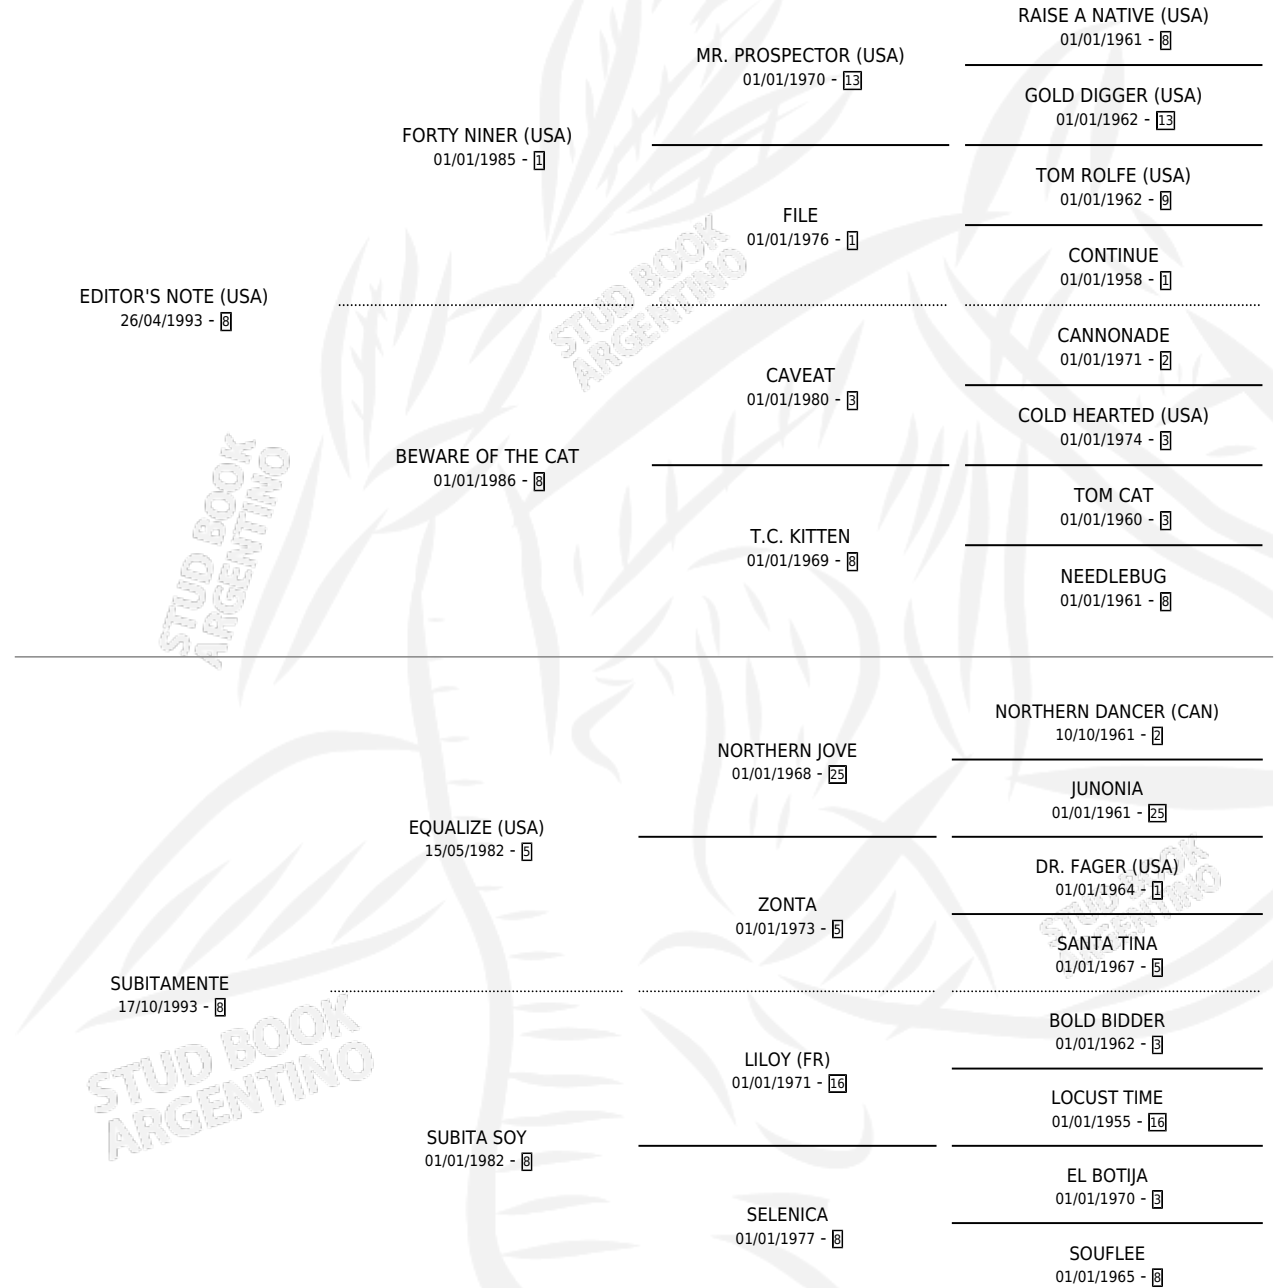 RAISE A NATIVE (USA)
01/01/1961 - 8
MR. PROSPECTOR (USA)
01/01/1970 - 13
GOLD DIGGER (USA)
01/01/1962 - 13
FORTY NINER (USA)
01/01/1985 - 1
TOM ROLFE (USA)
01/01/1962 - 9
FILE
01/01/1976 - 1
CONTINUE
01/01/1958 - 1
EDITOR'S NOTE (USA)
26/04/1993 - 8
CANNONADE
01/01/1971 - 2
CAVEAT
01/01/1980 - 3
COLD HEARTED (USA)
01/01/1974 - 3
BEWARE OF THE CAT
01/01/1986 - 8
TOM CAT
01/01/1960 - 3
T.C. KITTEN
01/01/1969 - 8
NEEDLEBUG
01/01/1961 - 8
STUD BOOK
ARGENTINO
STUD BOOK
ARGENTINO
NORTHERN DANCER (CAN)
10/10/1961 - 2
NORTHERN JOVE
01/01/1968 - 25
JUNONIA
01/01/1961 - 25
EQUALIZE (USA)
15/05/1982 - 5
DR. FAGER (USA)
01/01/1964 - 1
ZONTA
01/01/1973 - 5
SANTA TINA
01/01/1967 - 5
STUD BOOK
ARGENTINO
SUBITAMENTE
17/10/1993 - 8
BOLD BIDDER
01/01/1962 - 3
LILOY (FR)
01/01/1971 - 16
LOCUST TIME
01/01/1955 - 16
STUD BOOK
ARGENTINO
SUBITA SOY
01/01/1982 - 8
EL BOTIJA
01/01/1970 - 3
SELENICA
01/01/1977 - 8
SOUFLEE
01/01/1965 - 8